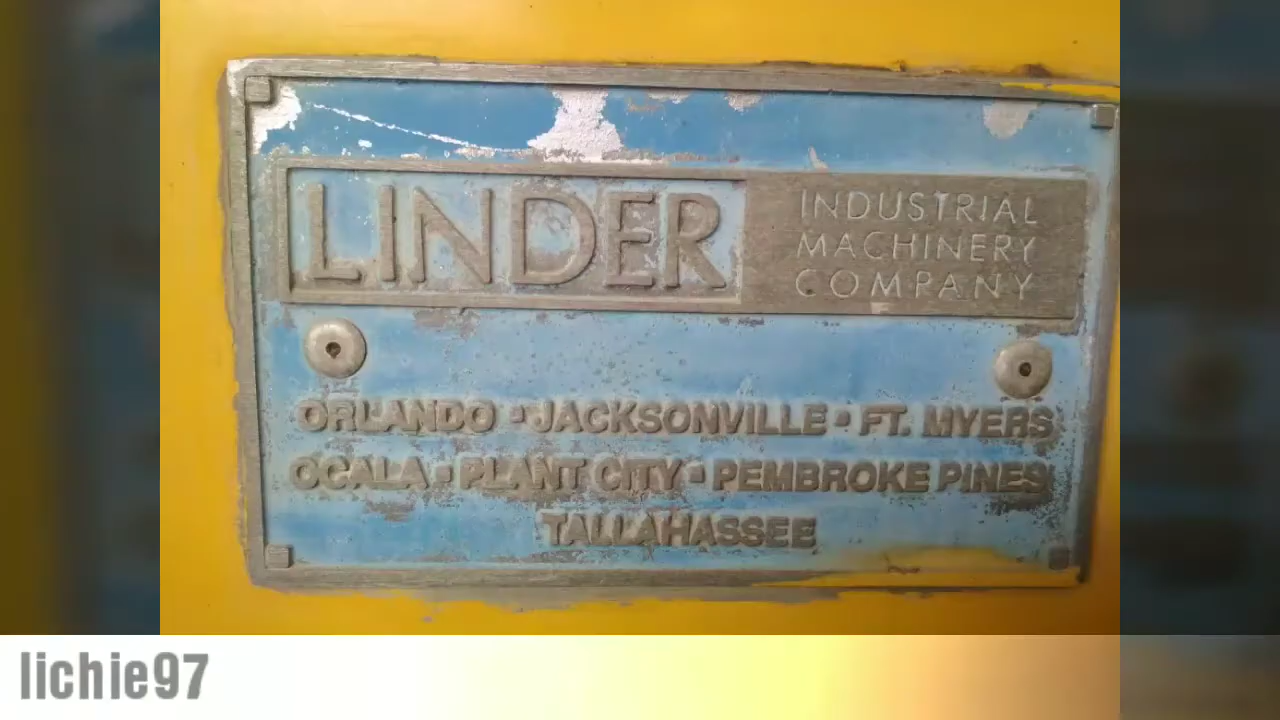 LINDER
INDUSTRIAL
MACHINERY
COMPANY
ORLANDO ▪ JACKSONVILLE ▪ FT. MYERS
OCALA ▪ PLANT CITY ▪ PEMBROKE PINES
TALLAHASSEE
lichie97